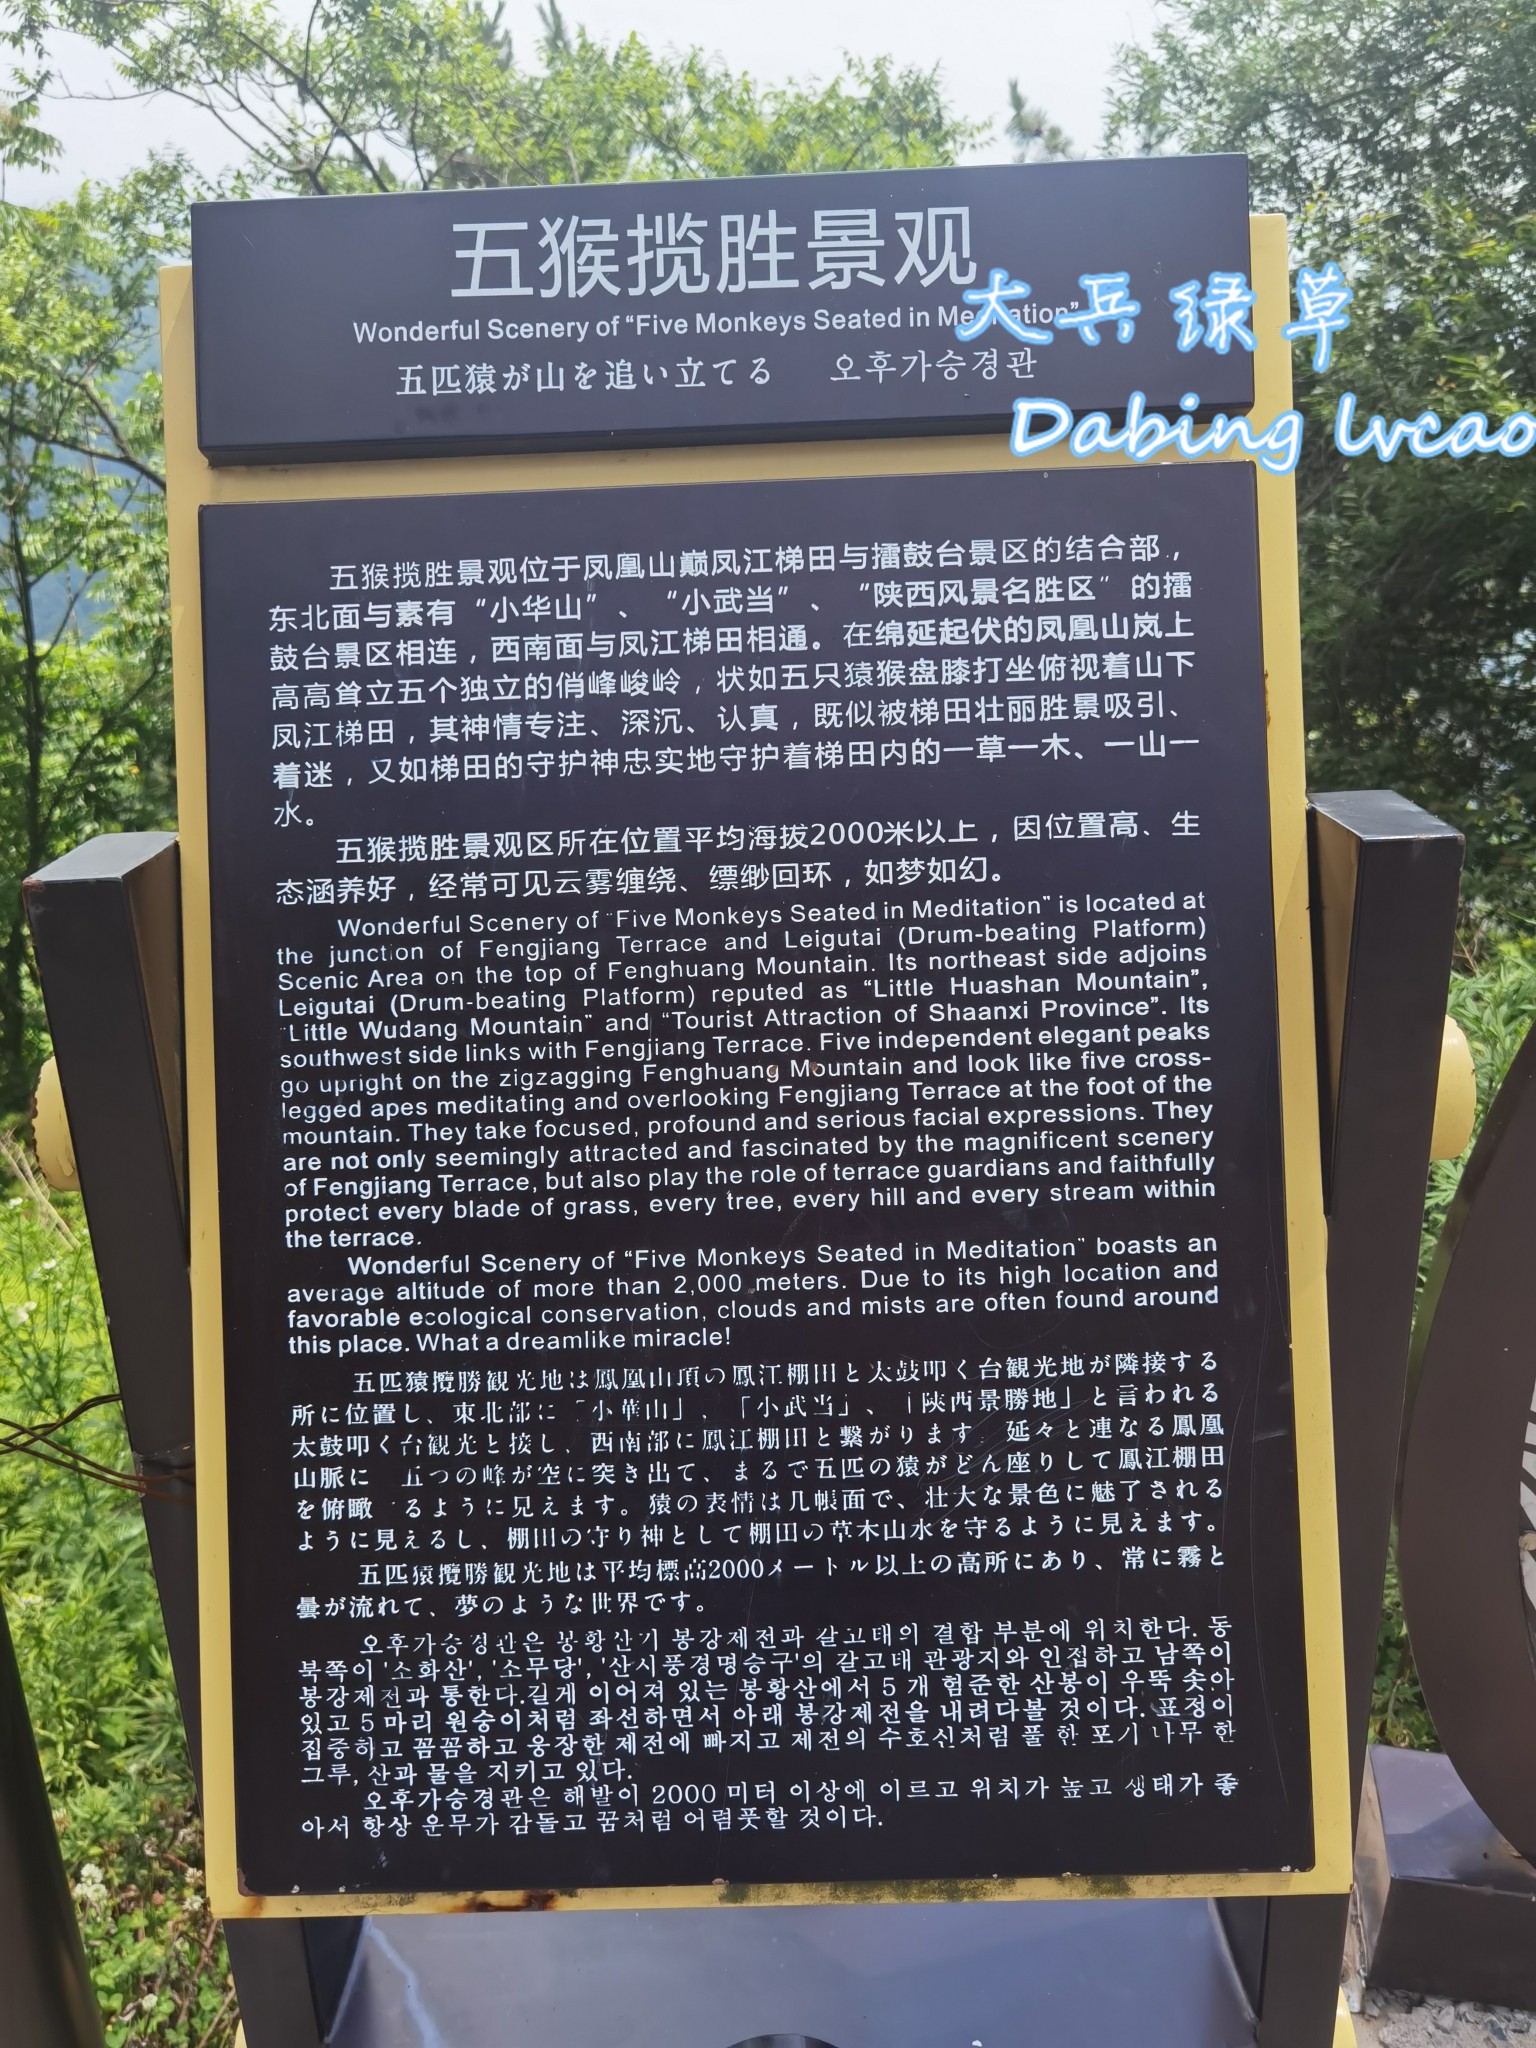 五猴揽胜景观
Wonderful Scenery of “Five Monkeys Seated in Meditation”
五匹猿が山を追い立てる 오후가승경관
大兵绿草
Dabing lvcao
五猴揽胜景观位于凤凰山巅凤江梯田与擂鼓台景区的结合部，
东北面与素有“小华山”、“小武当”、“陕西风景名胜区”的擂
鼓台景区相连，西南面与凤江梯田相通。在绵延起伏的凤凰山岚上
高高耸立五个独立的俏峰峻岭，状如五只猿猴盘膝打坐俯视着山下
凤江梯田，其神情专注、深沉、认真，既似被梯田壮丽胜景吸引、
着迷，又如梯田的守护神忠实地守护着梯田内的一草一木、一山一
水。
五猴揽胜景观区所在位置平均海拔2000米以上，因位置高、生
态涵养好，经常可见云雾缠绕、缥缈回环，如梦如幻。
Wonderful Scenery of “Five Monkeys Seated in Meditation” is located at
the junction of Fengjiang Terrace and Leigutai (Drum-beating Platform)
Scenic Area on the top of Fenghuang Mountain. Its northeast side adjoins
Leigutai (Drum-beating Platform) reputed as “Little Huashan Mountain”,
“Little Wudang Mountain” and “Tourist Attraction of Shaanxi Province”. Its
southwest side links with Fengjiang Terrace. Five independent elegant peaks
go upright on the zigzagging Fenghuang Mountain and look like five cross-
legged apes meditating and overlooking Fengjiang Terrace at the foot of the
mountain. They take focused, profound and serious facial expressions. They
are not only seemingly attracted and fascinated by the magnificent scenery
of Fengjiang Terrace, but also play the role of terrace guardians and faithfully
protect every blade of grass, every tree, every hill and every stream within
the terrace.
Wonderful Scenery of “Five Monkeys Seated in Meditation” boasts an
average altitude of more than 2,000 meters. Due to its high location and
favorable ecological conservation, clouds and mists are often found around
this place. What a dreamlike miracle!
五匹猿攬勝観光地は鳳凰山頂の鳳江棚田と太鼓叩く台観光地が隣接する
所に位置し、東北部に「小華山」、「小武当」、「陝西景勝地」と言われる
太鼓叩く台観光と接し、西南部に鳳江棚田と繋がります。延々と連なる鳳凰
山脈に 五つの峰が空に突き出て、まるで五匹の猿がどん座りして鳳江棚田
を俯瞰 るように見えます。猿の表情は几帳面で、壮大な景色に魅了される
ように見えるし、棚田の守り神として棚田の草木山水を守るように見えます。
五匹猿攬勝観光地は平均標高2000メートル以上の高所にあり、常に霧と
曇が流れて、夢のような世界です。
오후가승경관은 봉황산기 봉강제전과 갈고태의 결합 부분에 위치한다. 동
북쪽이 '소화산', '소무당', '산시풍경명승구'의 갈고태 관광지와 인접하고 남쪽이
봉강제전과 통한다.길게 이어져 있는 봉황산에서 5 개 험준한 산봉이 우뚝 솟아
있고 5 마리 원숭이처럼 좌선하면서 아래 봉강제전을 내려다볼 것이다. 표정이
집중하고 꼼꼼하고 웅장한 제전에 빠지고 제전의 수호신처럼 풀 한 포기 나무 한
그루, 산과 물을 지키고 있다.
오후가승경관은 해발이 2000 미터 이상에 이르고 위치가 높고 생태가 좋
아서 항상 운무가 감돌고 꿈처럼 어렴풋할 것이다.